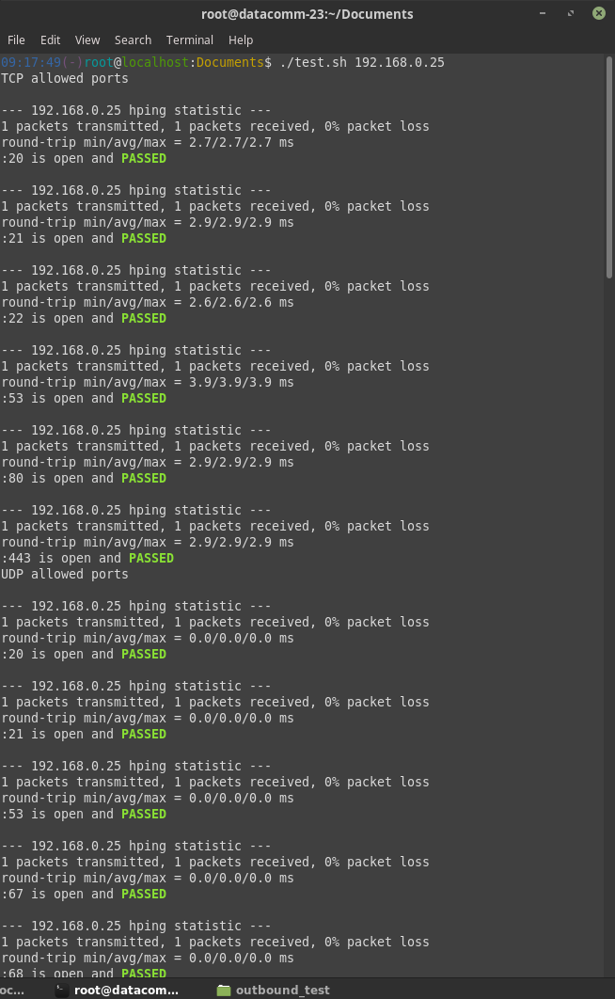 root@datacomm-23:~/Documents
File Edit View Search Terminal Help
09:17:49(-)root@localhost:Documents$ ./test.sh 192.168.0.25
TCP allowed ports
--- 192.168.0.25 hping statistic ---
1 packets transmitted, 1 packets received, 0% packet loss
round-trip min/avg/max = 2.7/2.7/2.7 ms
:20 is open and PASSED
--- 192.168.0.25 hping statistic ---
1 packets transmitted, 1 packets received, 0% packet loss
round-trip min/avg/max = 2.9/2.9/2.9 ms
:21 is open and PASSED
--- 192.168.0.25 hping statistic ---
1 packets transmitted, 1 packets received, 0% packet loss
round-trip min/avg/max = 2.6/2.6/2.6 ms
:22 is open and PASSED
--- 192.168.0.25 hping statistic ---
1 packets transmitted, 1 packets received, 0% packet loss
round-trip min/avg/max = 3.9/3.9/3.9 ms
:53 is open and PASSED
--- 192.168.0.25 hping statistic ---
1 packets transmitted, 1 packets received, 0% packet loss
round-trip min/avg/max = 2.9/2.9/2.9 ms
:80 is open and PASSED
--- 192.168.0.25 hping statistic ---
1 packets transmitted, 1 packets received, 0% packet loss
round-trip min/avg/max = 2.9/2.9/2.9 ms
:443 is open and PASSED
UDP allowed ports
--- 192.168.0.25 hping statistic ---
1 packets transmitted, 1 packets received, 0% packet loss
round-trip min/avg/max = 0.0/0.0/0.0 ms
:20 is open and PASSED
--- 192.168.0.25 hping statistic ---
1 packets transmitted, 1 packets received, 0% packet loss
round-trip min/avg/max = 0.0/0.0/0.0 ms
:21 is open and PASSED
--- 192.168.0.25 hping statistic ---
1 packets transmitted, 1 packets received, 0% packet loss
round-trip min/avg/max = 0.0/0.0/0.0 ms
:53 is open and PASSED
--- 192.168.0.25 hping statistic ---
1 packets transmitted, 1 packets received, 0% packet loss
round-trip min/avg/max = 0.0/0.0/0.0 ms
:67 is open and PASSED
--- 192.168.0.25 hping statistic ---
1 packets transmitted, 1 packets received, 0% packet loss
round-trip min/avg/max = 0.0/0.0/0.0 ms
:68 is open and PASSED
oc... root@datacom... outbound_test